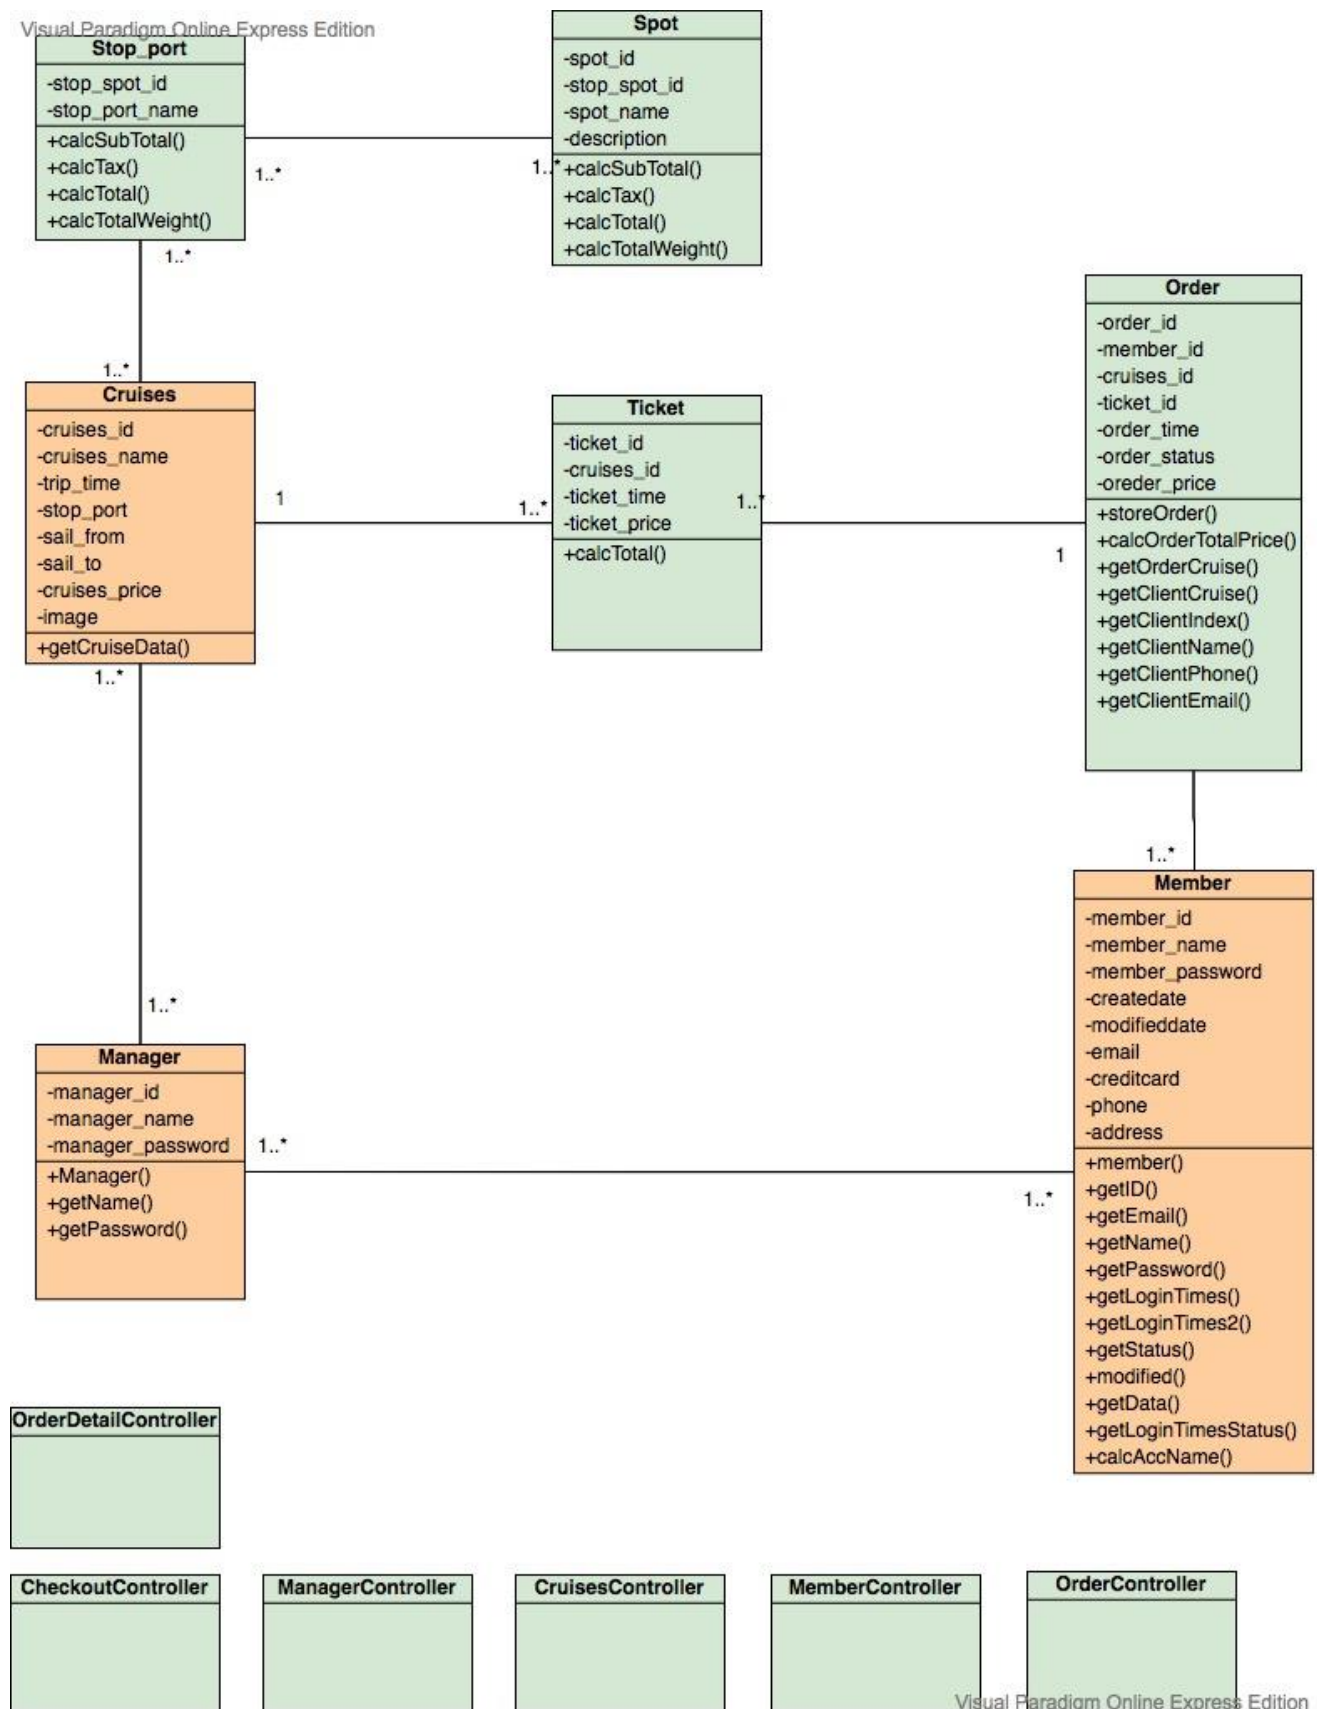 Visual Paradigm Online Express Edition
Stop_port
-stop_spot_id
-stop_port_name
+calcSubTotal()
+calcTax()
+calcTotal()
+calcTotalWeight()
1..*
1..*
Spot
-spot_id
-stop_spot_id
-spot_name
-description
+calcSubTotal()
+calcTax()
+calcTotal()
+calcTotalWeight()
1..*
1..*
Cruises
-cruises_id
-cruises_name
-trip_time
-stop_port
-sail_from
-sail_to
-cruises_price
-image
+getCruiseData()
1
1..*
Ticket
-ticket_id
-cruises_id
-ticket_time
-ticket_price
+calcTotal()
1..*
1
Order
-order_id
-member_id
-cruises_id
-ticket_id
-order_time
-order_status
-oreder_price
+storeOrder()
+calcOrderTotalPrice()
+getOrderCruise()
+getClientCruise()
+getClientIndex()
+getClientName()
+getClientPhone()
+getClientEmail()
1..*
1..*
1..*
Manager
-manager_id
-manager_name
-manager_password
+Manager()
+getName()
+getPassword()
1..*
1..*
Member
-member_id
-member_name
-member_password
-createdate
-modifieddate
-email
-creditcard
-phone
-address
+member()
+getID()
+getEmail()
+getName()
+getPassword()
+getLoginTimes()
+getLoginTimes2()
+getStatus()
+modified()
+getData()
+getLoginTimesStatus()
+calcAccName()
OrderDetailController
CheckoutController
ManagerController
CruisesController
MemberController
OrderController
Visual Paradigm Online Express Edition